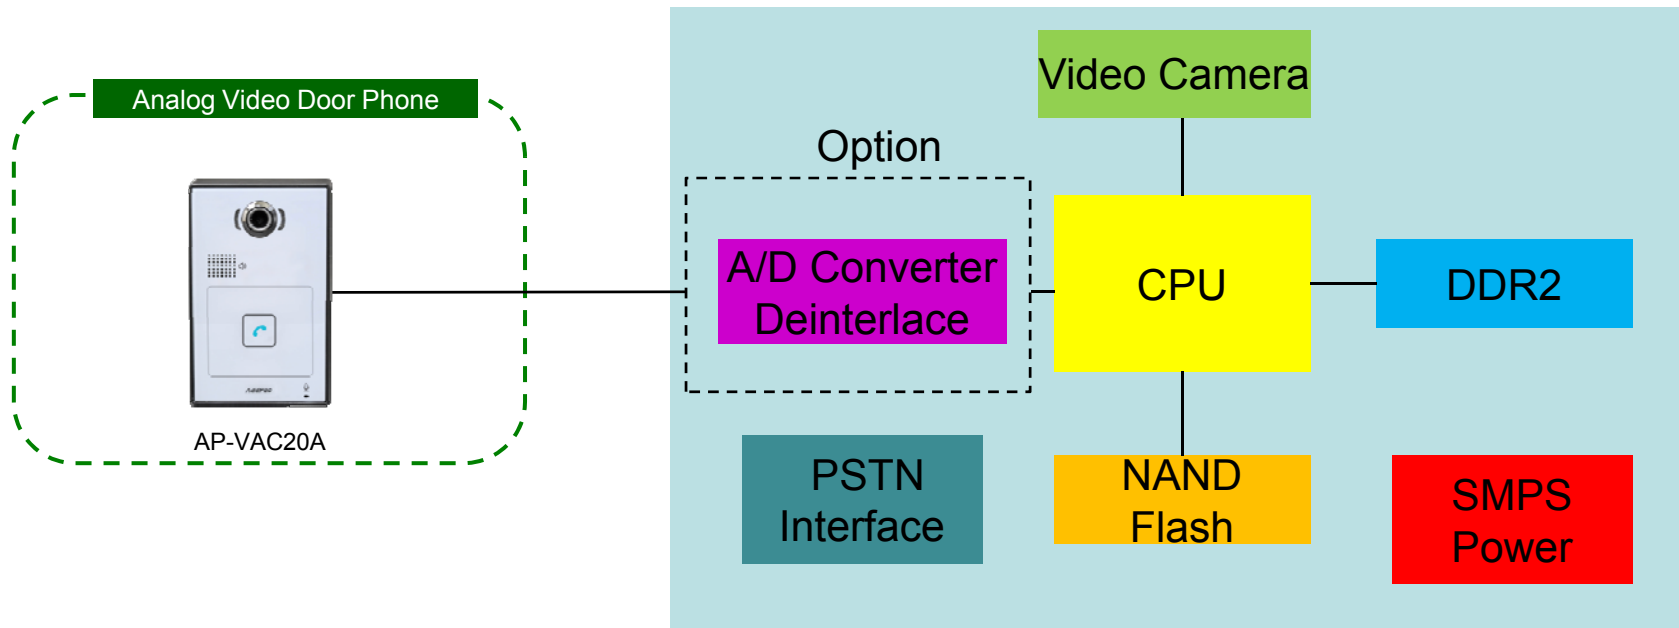 Analog Video Door Phone
AP-VAC20A
Video Camera
Option
A/D Converter
Deinterlace
CPU
DDR2
PSTN
Interface
NAND
Flash
SMPS
Power